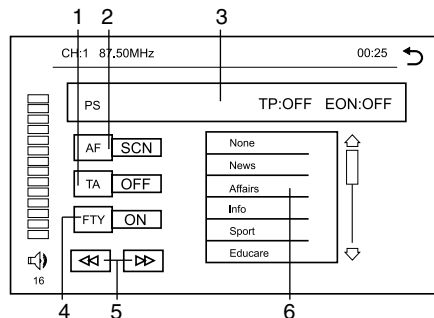 1 2 3
CH:1 87.50MHz 00:25
PS TP:OFF EON:OFF
AF SCN
TA OFF
FTY ON
None
News
Affairs
Info
Sport
Educare
16
4 5 6